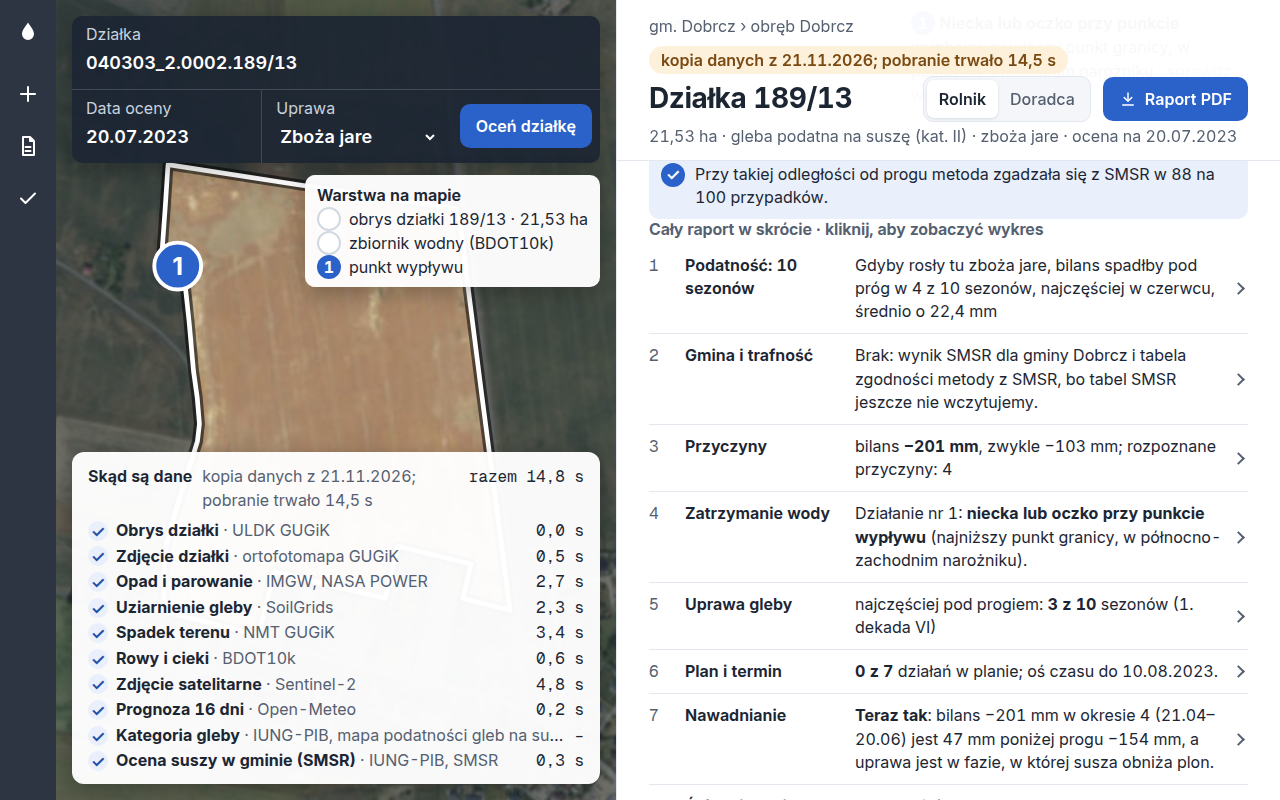 Działka
040303_2.0002.189/13
Data oceny
20.07.2023
Uprawa
Zboża jare
Oceń działkę
Warstwa na mapie
obrys działki 189/13 · 21,53 ha
zbiornik wodny (BDOT10k)
1 punkt wypływu
1
Skąd są dane kopia danych z 21.11.2026; razem 14,8 s
pobranie trwało 14,5 s
Obrys działki · ULDK GUGiK 0,0 s
Zdjęcie działki · ortofotomapa GUGiK 0,5 s
Opad i parowanie · IMGW, NASA POWER 2,7 s
Uziarnienie gleby · SoilGrids 2,3 s
Spadek terenu · NMT GUGiK 3,4 s
Rowy i cieki · BDOT10k 0,6 s
Zdjęcie satelitarne · Sentinel-2 4,8 s
Prognoza 16 dni · Open-Meteo 0,2 s
Kategoria gleby · IUNG-PIB, mapa podatności gleb na su... –
Ocena suszy w gminie (SMSR) · IUNG-PIB, SMSR 0,3 s
gm. Dobrcz › obręb Dobrcz
1 Niecka lub oczko przy punkcie
kopia danych z 21.11.2026; pobranie trwało 14,5 s
punkt granicy, w
Działka 189/13
Rolnik Doradca
Raport PDF
21,53 ha · gleba podatna na suszę (kat. II) · zboża jare · ocena na 20.07.2023
Przy takiej odległości od progu metoda zgadzała się z SMSR w 88 na
100 przypadków.
Cały raport w skrócie · kliknij, aby zobaczyć wykres
1 Podatność: 10 sezonów
Gdyby rosły tu zboża jare, bilans spadłby pod
próg w 4 z 10 sezonów, najczęściej w czerwcu,
średnio o 22,4 mm
2 Gmina i trafność
Brak: wynik SMSR dla gminy Dobrcz i tabela
zgodności metody z SMSR, bo tabel SMSR
jeszcze nie wczytujemy.
3 Przyczyny
bilans −201 mm, zwykle −103 mm; rozpoznane
przyczyny: 4
4 Zatrzymanie wody
Działanie nr 1: niecka lub oczko przy punkcie
wypływu (najniższy punkt granicy, w północno-
zachodnim narożniku).
5 Uprawa gleby
najczęściej pod progiem: 3 z 10 sezonów (1.
dekada VI)
6 Plan i termin
0 z 7 działań w planie; oś czasu do 10.08.2023.
7 Nawadnianie
Teraz tak: bilans −201 mm w okresie 4 (21.04–
20.06) jest 47 mm poniżej progu −154 mm, a
uprawa jest w fazie, w której susza obniża plon.